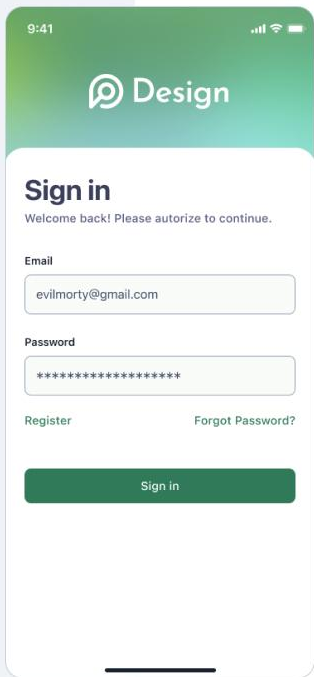 9:41
Design
Sign in
Welcome back! Please autorize to continue.
Email
evilmorty@gmail.com
Password
*******************
Register Forgot Password?
Sign in